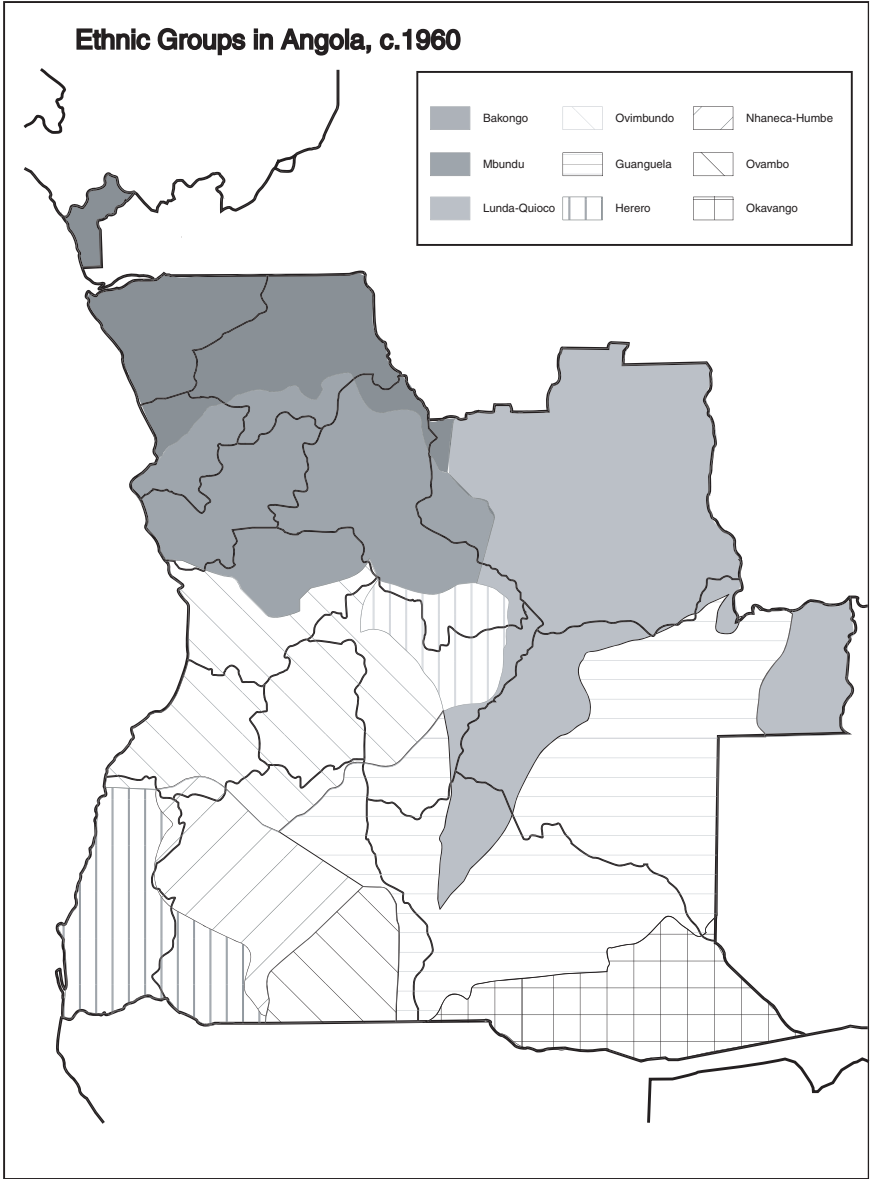 Ethnic Groups in Angola, c.1960
Bakongo
Ovimbundo
Nhaneca-Humbe
Mbundu
Guanguela
Ovambo
Lunda-Quioco
Herero
Okavango